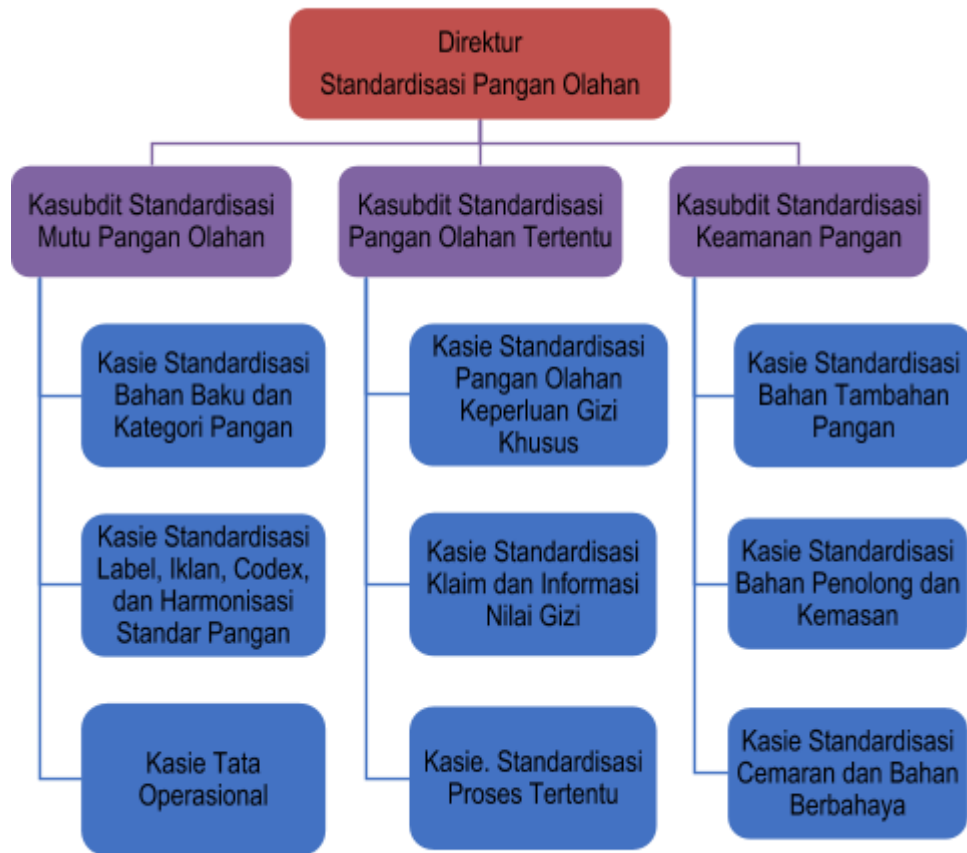 Direktur
Standardisasi Pangan Olahan
Kasubdit Standardisasi
Mutu Pangan Olahan
Kasubdit Standardisasi
Pangan Olahan Tertentu
Kasubdit Standardisasi
Keamanan Pangan
Kasie Standardisasi
Bahan Baku dan
Kategori Pangan
Kasie Standardisasi
Pangan Olahan
Keperluan Gizi
Khusus
Kasie Standardisasi
Bahan Tambahan
Pangan
Kasie Standardisasi
Label, Iklan, Codex,
dan Harmonisasi
Standar Pangan
Kasie Standardisasi
Klaim dan Informasi
Nilai Gizi
Kasie Standardisasi
Bahan Penolong dan
Kemasan
Kasie Tata
Operasional
Kasie. Standardisasi
Proses Tertentu
Kasie Standardisasi
Cemaran dan Bahan
Berbahaya